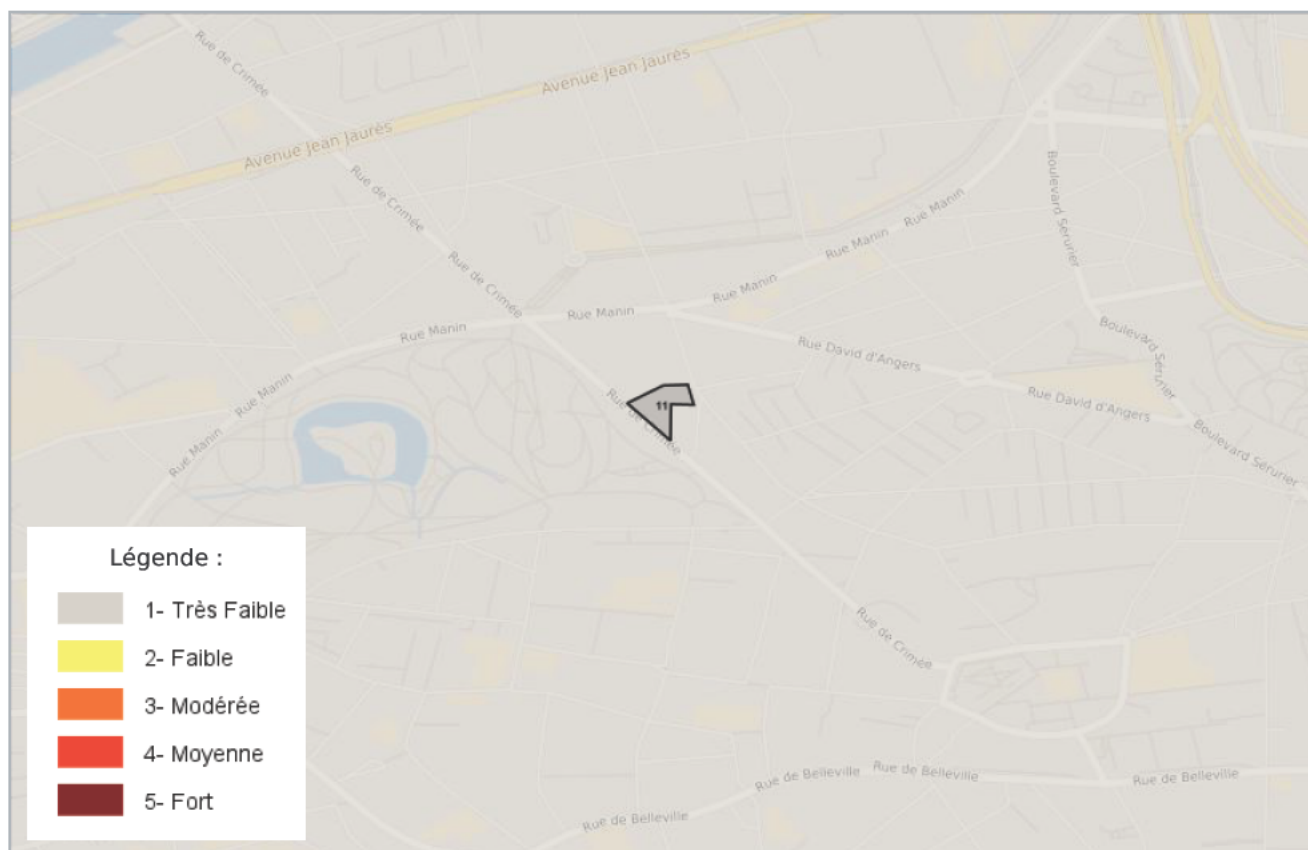 Rue de Crimée
Avenue Jean Jaurès
Avenue Jean Jaurès
Rue de Crimée
Boulevard Sérurier
Rue Manin
Rue Manin
Rue de Crimée
Rue Manin
Rue Manin
Rue Manin
Boulevard Sérurier
Rue David d'Angers
Rue Manin
Rue de Crimée
11
Rue David d'Angers
Rue Manin
Boulevard Sérurier
Légende :
1- Très Faible
2- Faible
3- Modérée
4- Moyenne
5- Fort
Rue de Crimée
Rue de Belleville
Rue de Belleville
Rue de Belleville
Rue de Belleville